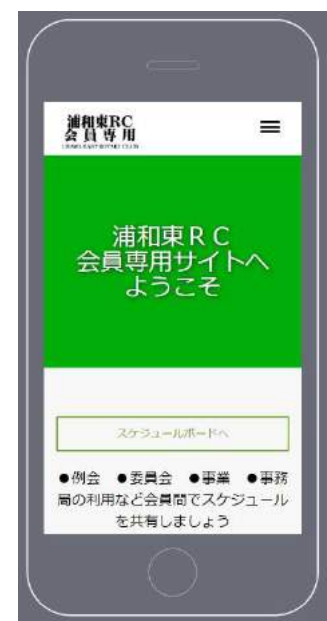 浦和東RC
会員専用
URAWA EAST ROTARY CLUB
浦和東ＲＣ
会員専用サイトへ
ようこそ
スケジュールボードへ
●例会　●委員会　●事業　●事務
局の利用など会員間でスケジュール
を共有しましょう